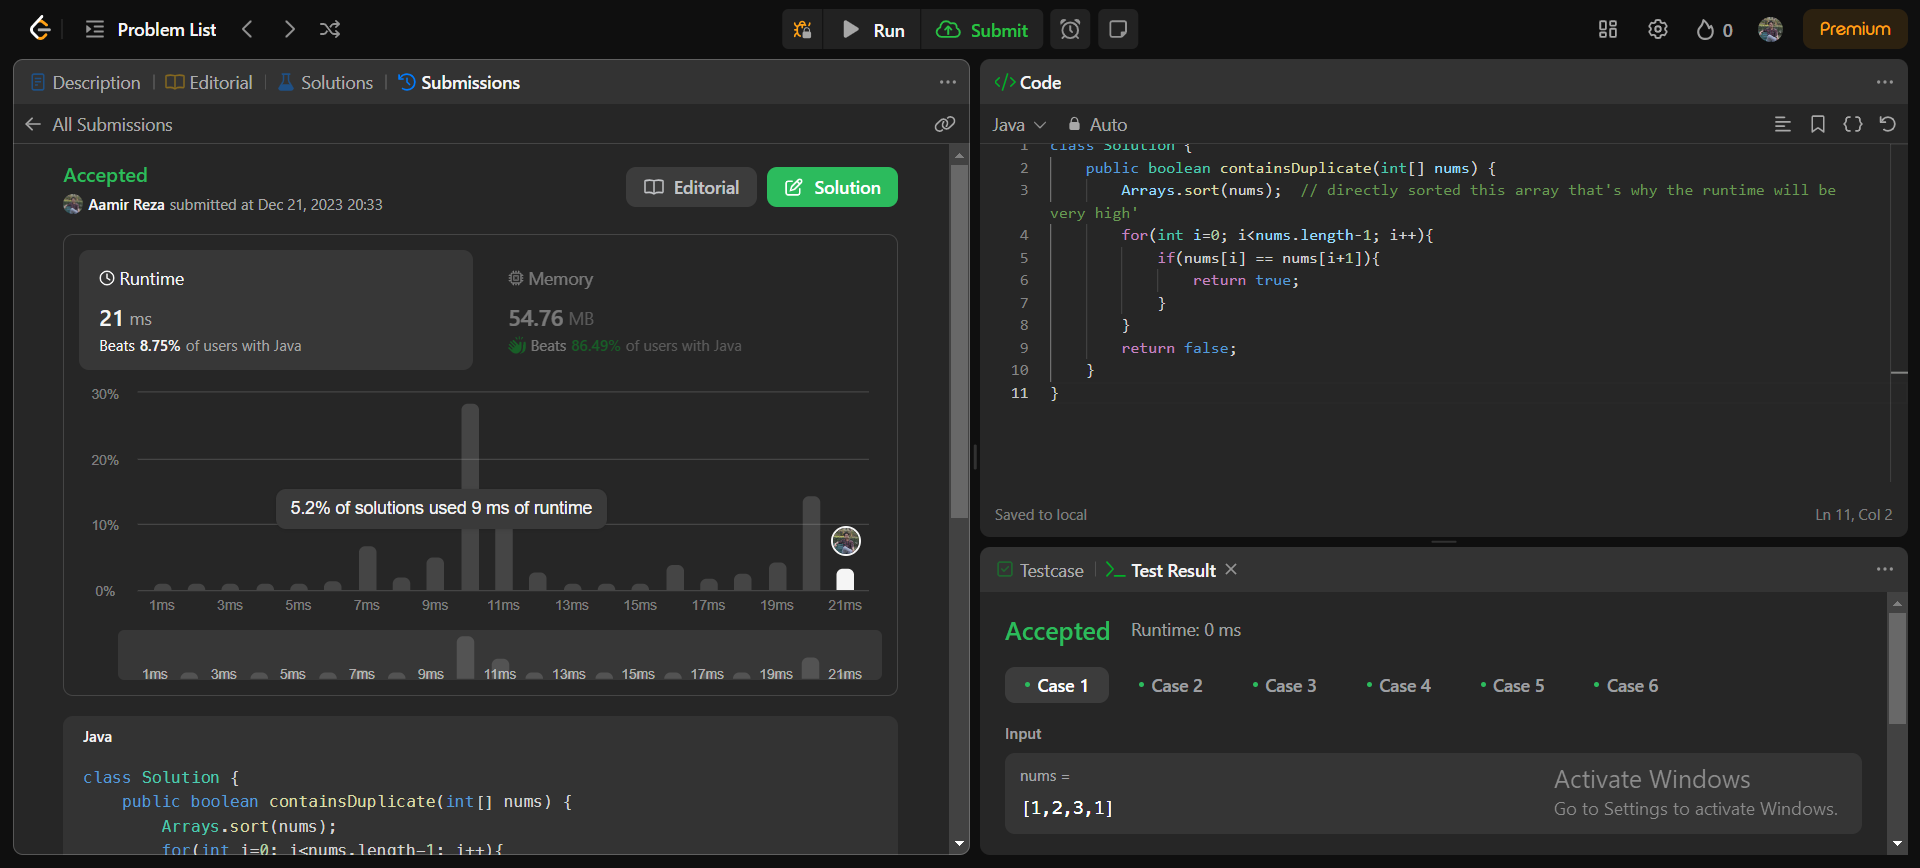 Problem List
Run
Submit
0
Premium
Description
Editorial
Solutions
Submissions
All Submissions
Accepted
Aamir Reza submitted at Dec 21, 2023 20:33
Editorial
Solution
Runtime
21 ms
Beats 8.75% of users with Java
Memory
54.76 MB
Beats 86.49% of users with Java
30%
20%
10%
0%
5.2% of solutions used 9 ms of runtime
1ms 3ms 5ms 7ms 9ms 11ms 13ms 15ms 17ms 19ms 21ms
1ms 3ms 5ms 7ms 9ms 11ms 13ms 15ms 17ms 19ms 21ms
Java
class Solution {
public boolean containsDuplicate(int[] nums) {
Arrays.sort(nums);
for(int i=0; i<nums.length-1; i++){
</> Code
Java
Auto
1 class Solution {
2 public boolean containsDuplicate(int[] nums) {
3 Arrays.sort(nums); // directly sorted this array that's why the runtime will be
very high'
4 for(int i=0; i<nums.length-1; i++){
5 if(nums[i] == nums[i+1]){
6 return true;
7 }
8 }
9 return false;
10 }
11 }
Saved to local
Ln 11, Col 2
Testcase
Test Result
Accepted
Runtime: 0 ms
Case 1
Case 2
Case 3
Case 4
Case 5
Case 6
Input
nums =
[1,2,3,1]
Activate Windows
Go to Settings to activate Windows.